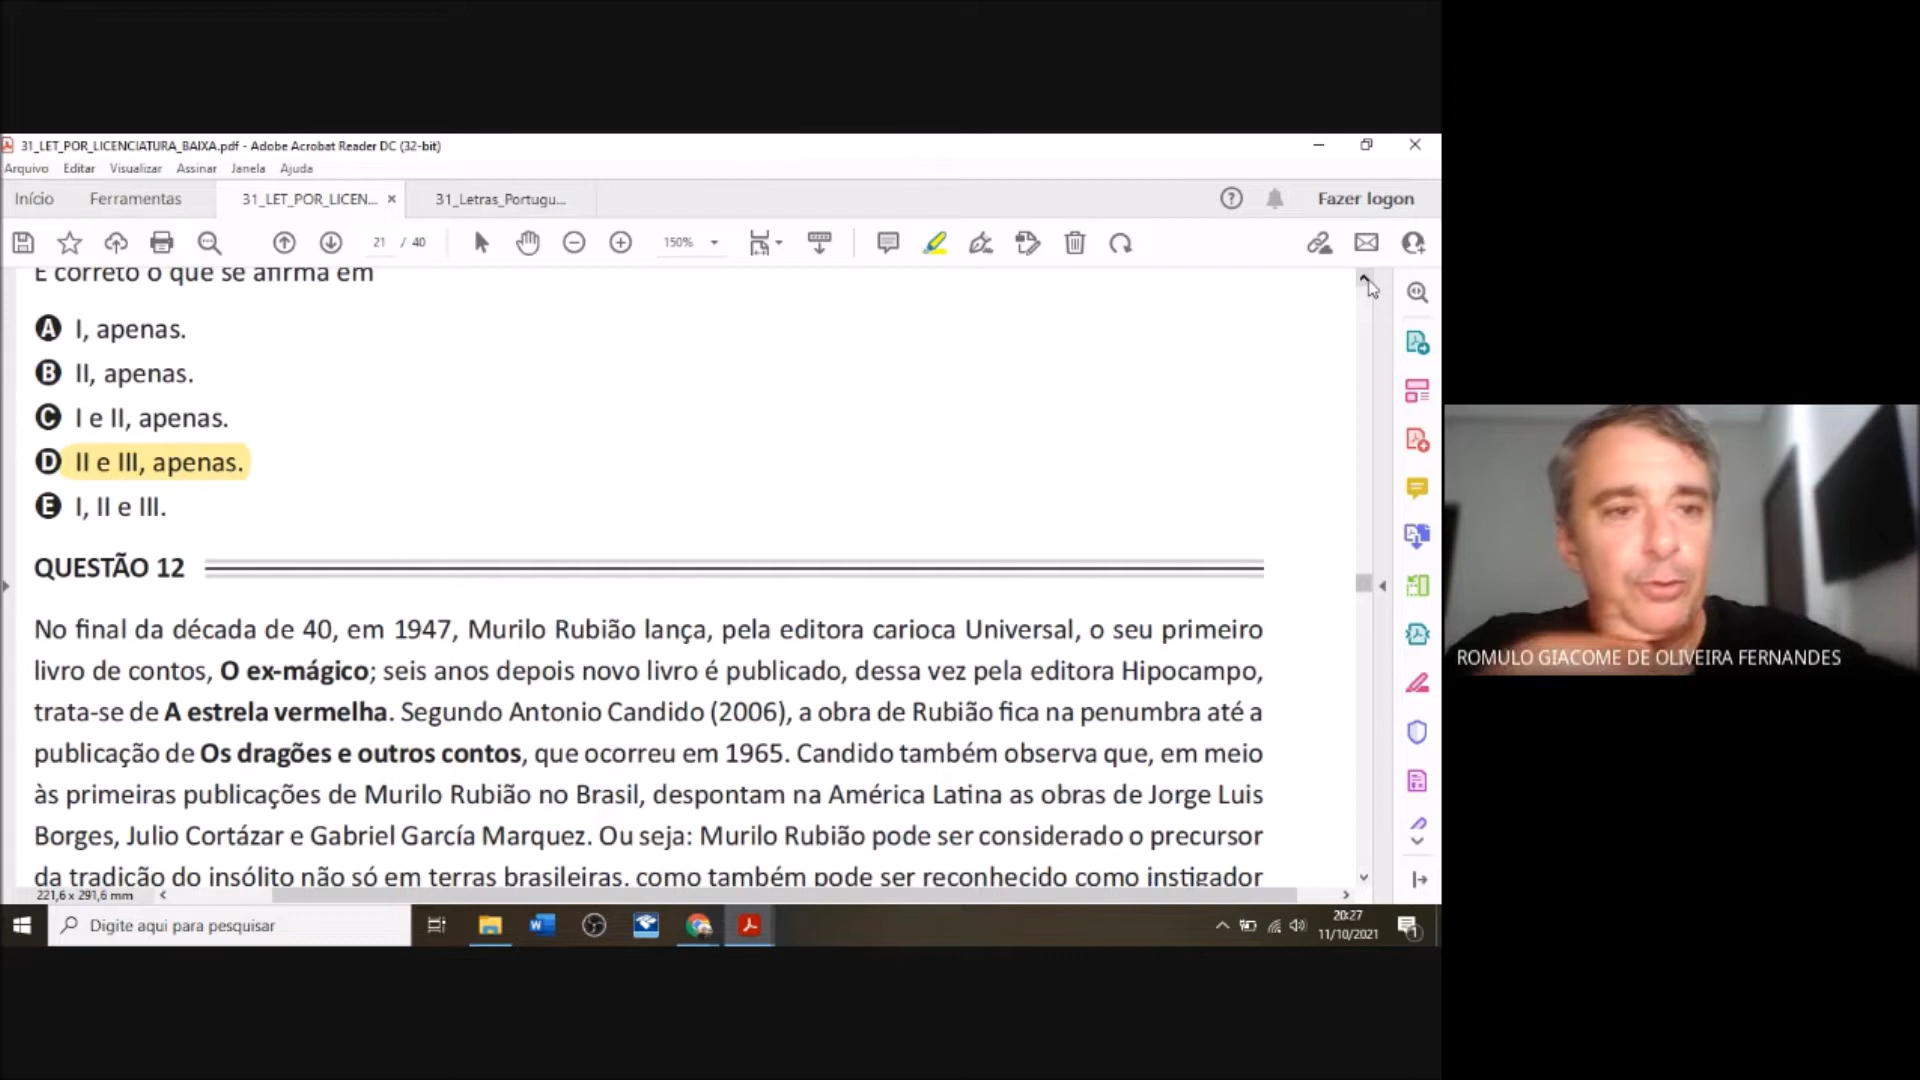 31_LET_POR_LICENCIATURA_BAIXA.pdf - Adobe Acrobat Reader DC (32-bit)
Arquivo Editar Visualizar Assinar Janela Ajuda
Início Ferramentas 31_LET_POR_LICEN... × 31_Letras_Portugu... Fazer logon
21 / 40 150%
É correto o que se afirma em
A I, apenas.
B II, apenas.
C I e II, apenas.
D II e III, apenas.
E I, II e III.
QUESTÃO 12
No final da década de 40, em 1947, Murilo Rubião lança, pela editora carioca Universal, o seu primeiro
livro de contos, O ex-mágico; seis anos depois novo livro é publicado, dessa vez pela editora Hipocampo,
trata-se de A estrela vermelha. Segundo Antonio Candido (2006), a obra de Rubião fica na penumbra até a
publicação de Os dragões e outros contos, que ocorreu em 1965. Candido também observa que, em meio
às primeiras publicações de Murilo Rubião no Brasil, despontam na América Latina as obras de Jorge Luis
Borges, Julio Cortázar e Gabriel García Marquez. Ou seja: Murilo Rubião pode ser considerado o precursor
da tradição do insólito não só em terras brasileiras, como também pode ser reconhecido como instigador
221,6 x 291,6 mm
Digite aqui para pesquisar
20:27
11/10/2021
1
ROMULO GIACOME DE OLIVEIRA FERNANDES